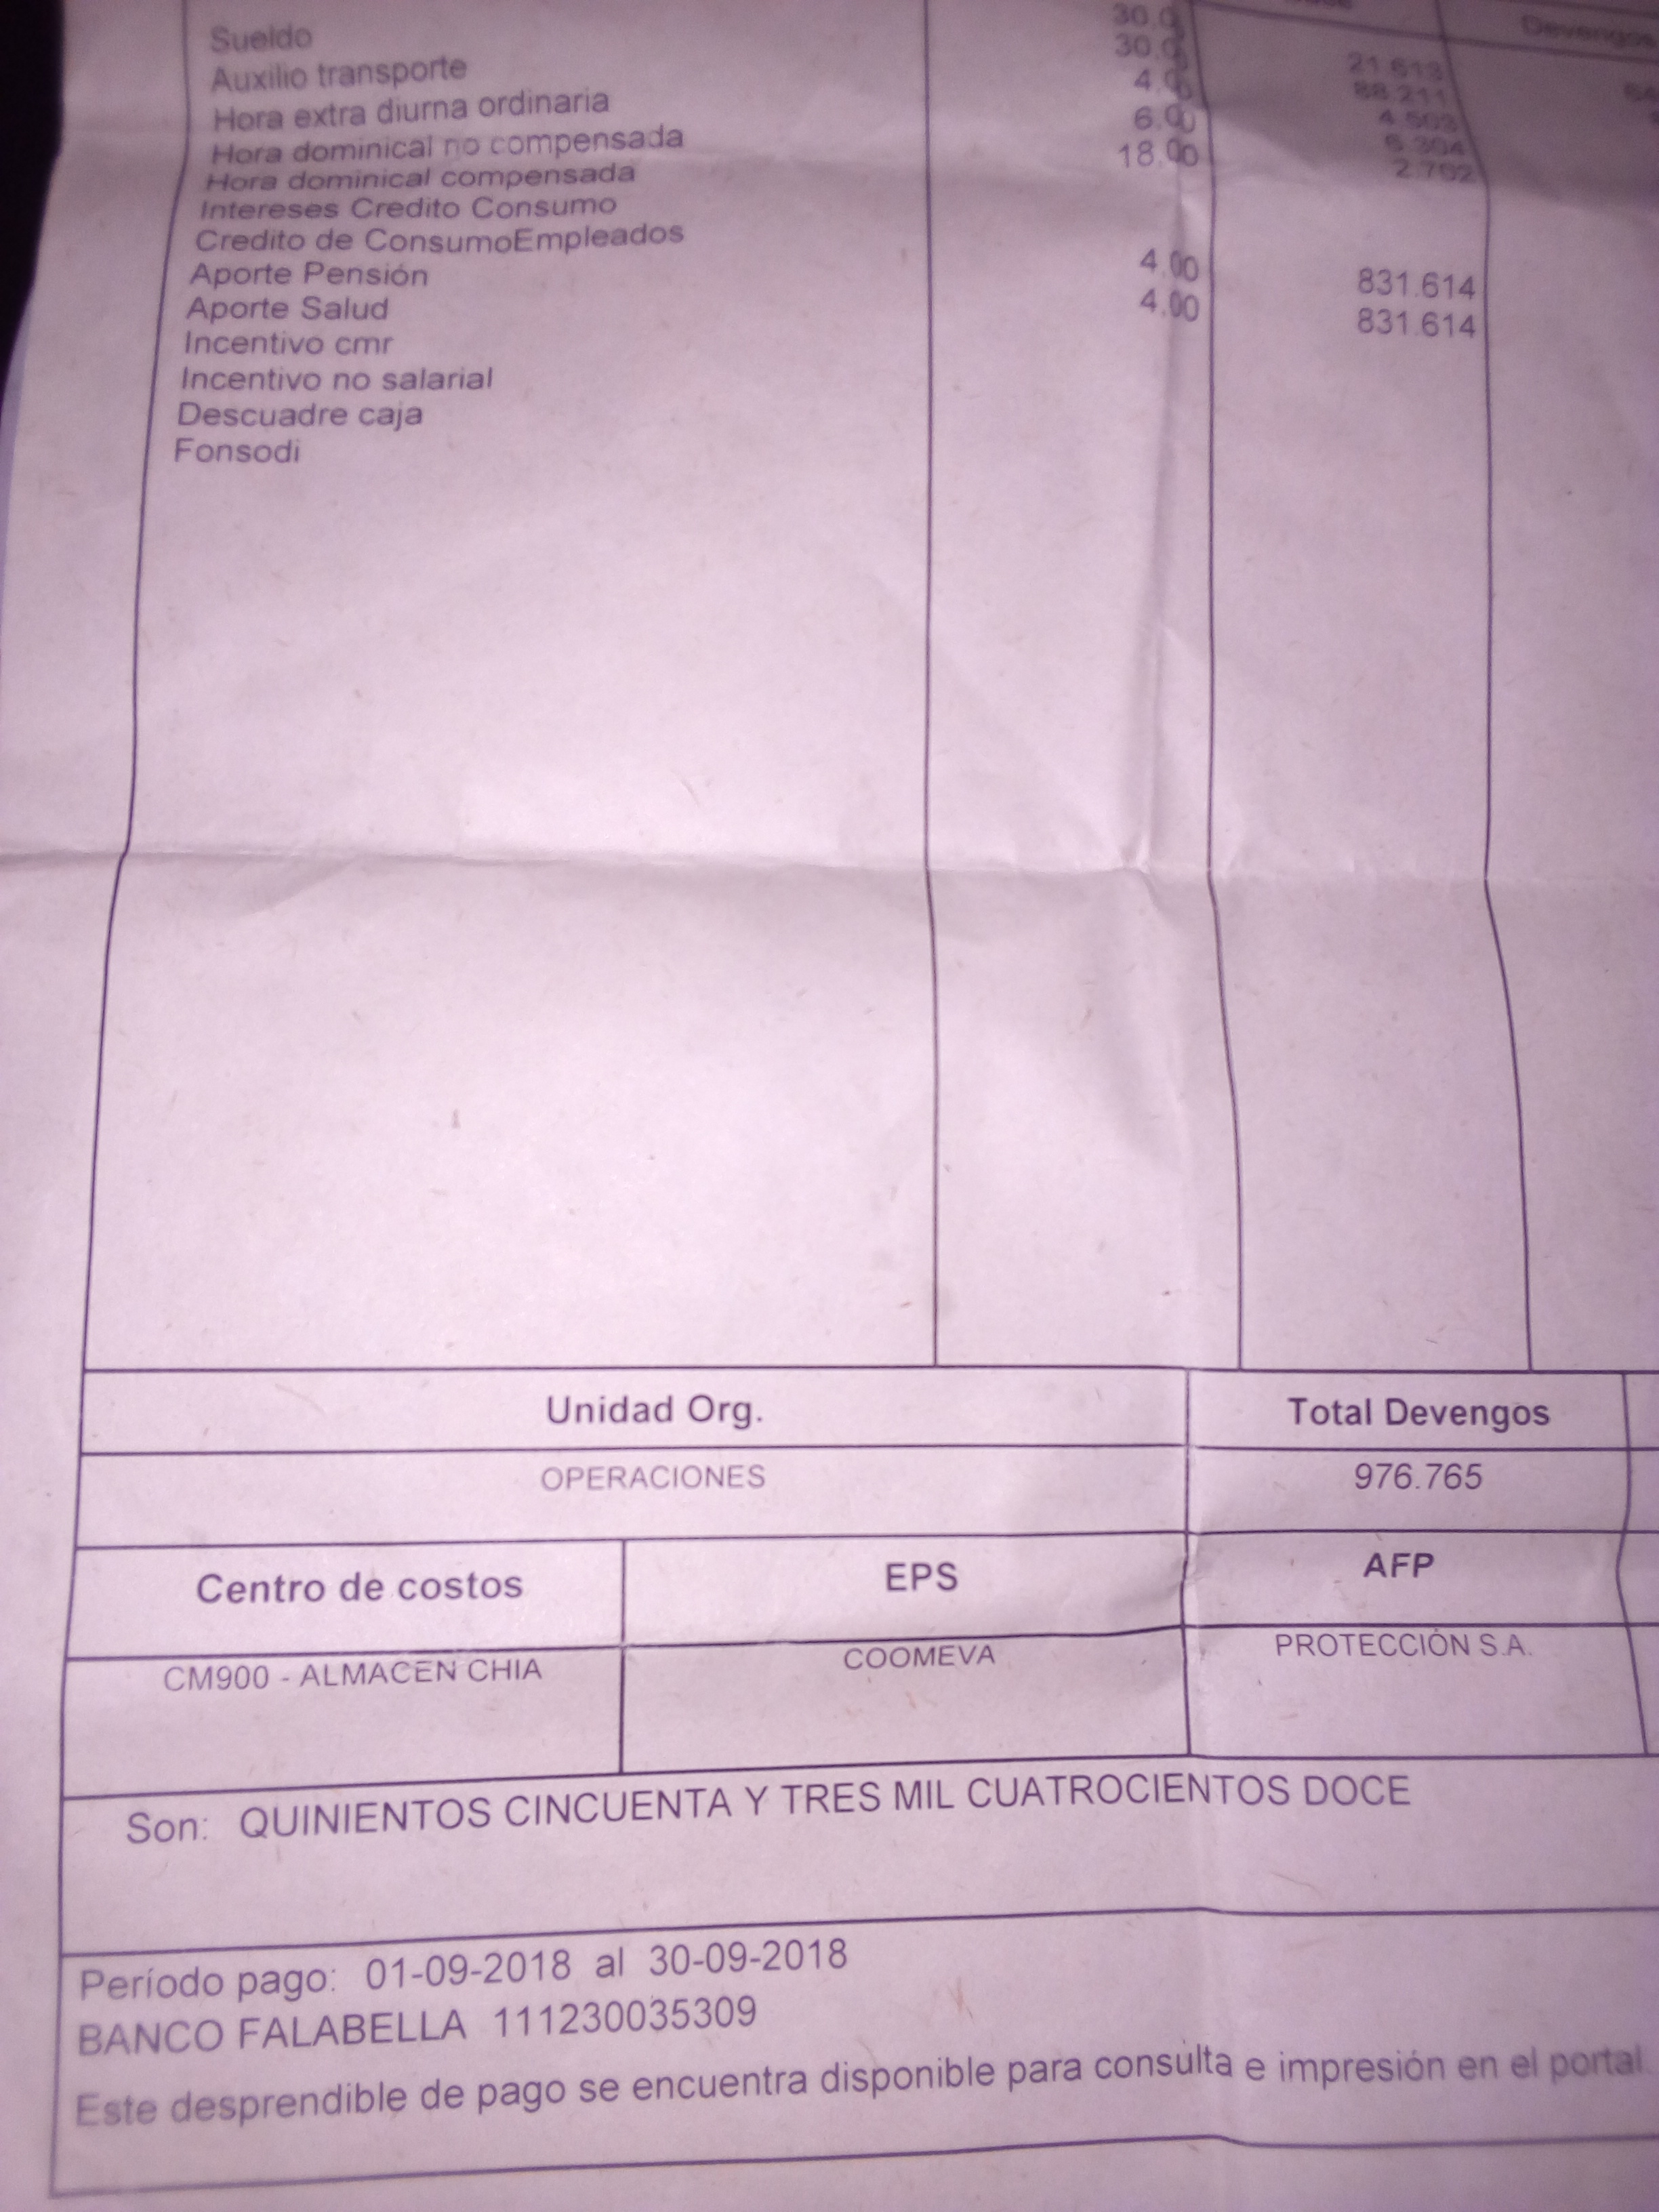 Devengos
Sueldo 30.0 21.613
Auxilio transporte 30.0 88.211
Hora extra diurna ordinaria 4.00 4.503
Hora dominical no compensada 6.00 6.304
Hora dominical compensada 18.00 2.702
Intereses Credito Consumo
Credito de ConsumoEmpleados
Aporte Pensión 4.00 831.614
Aporte Salud 4.00 831.614
Incentivo cmr
Incentivo no salarial
Descuadre caja
Fonsodi
Unidad Org. Total Devengos
OPERACIONES 976.765
Centro de costos EPS AFP
CM900 - ALMACEN CHIA COOMEVA PROTECCIÓN S.A.
Son: QUINIENTOS CINCUENTA Y TRES MIL CUATROCIENTOS DOCE
Período pago: 01-09-2018 al 30-09-2018
BANCO FALABELLA 111230035309
Este desprendible de pago se encuentra disponible para consulta e impresión en el portal.